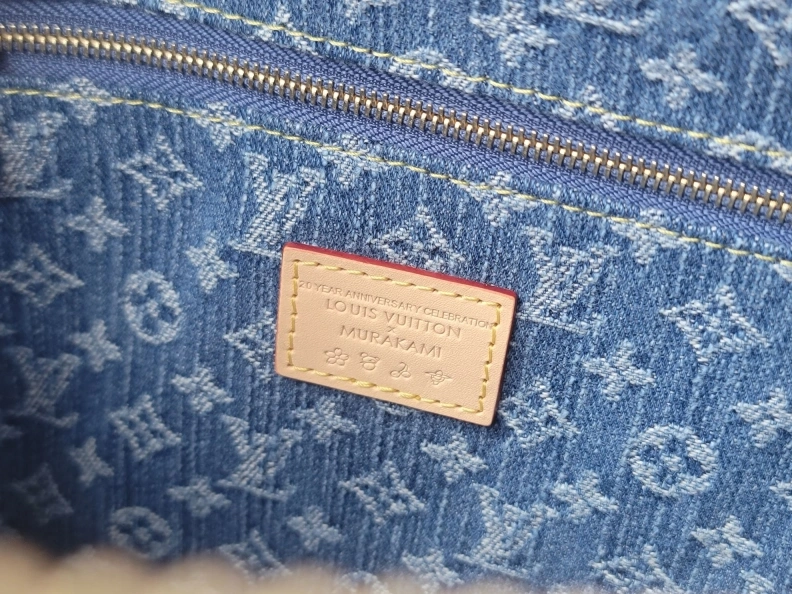 20 YEAR ANNIVERSARY CELEBRATION
LOUIS VUITTON
×
MURAKAMI